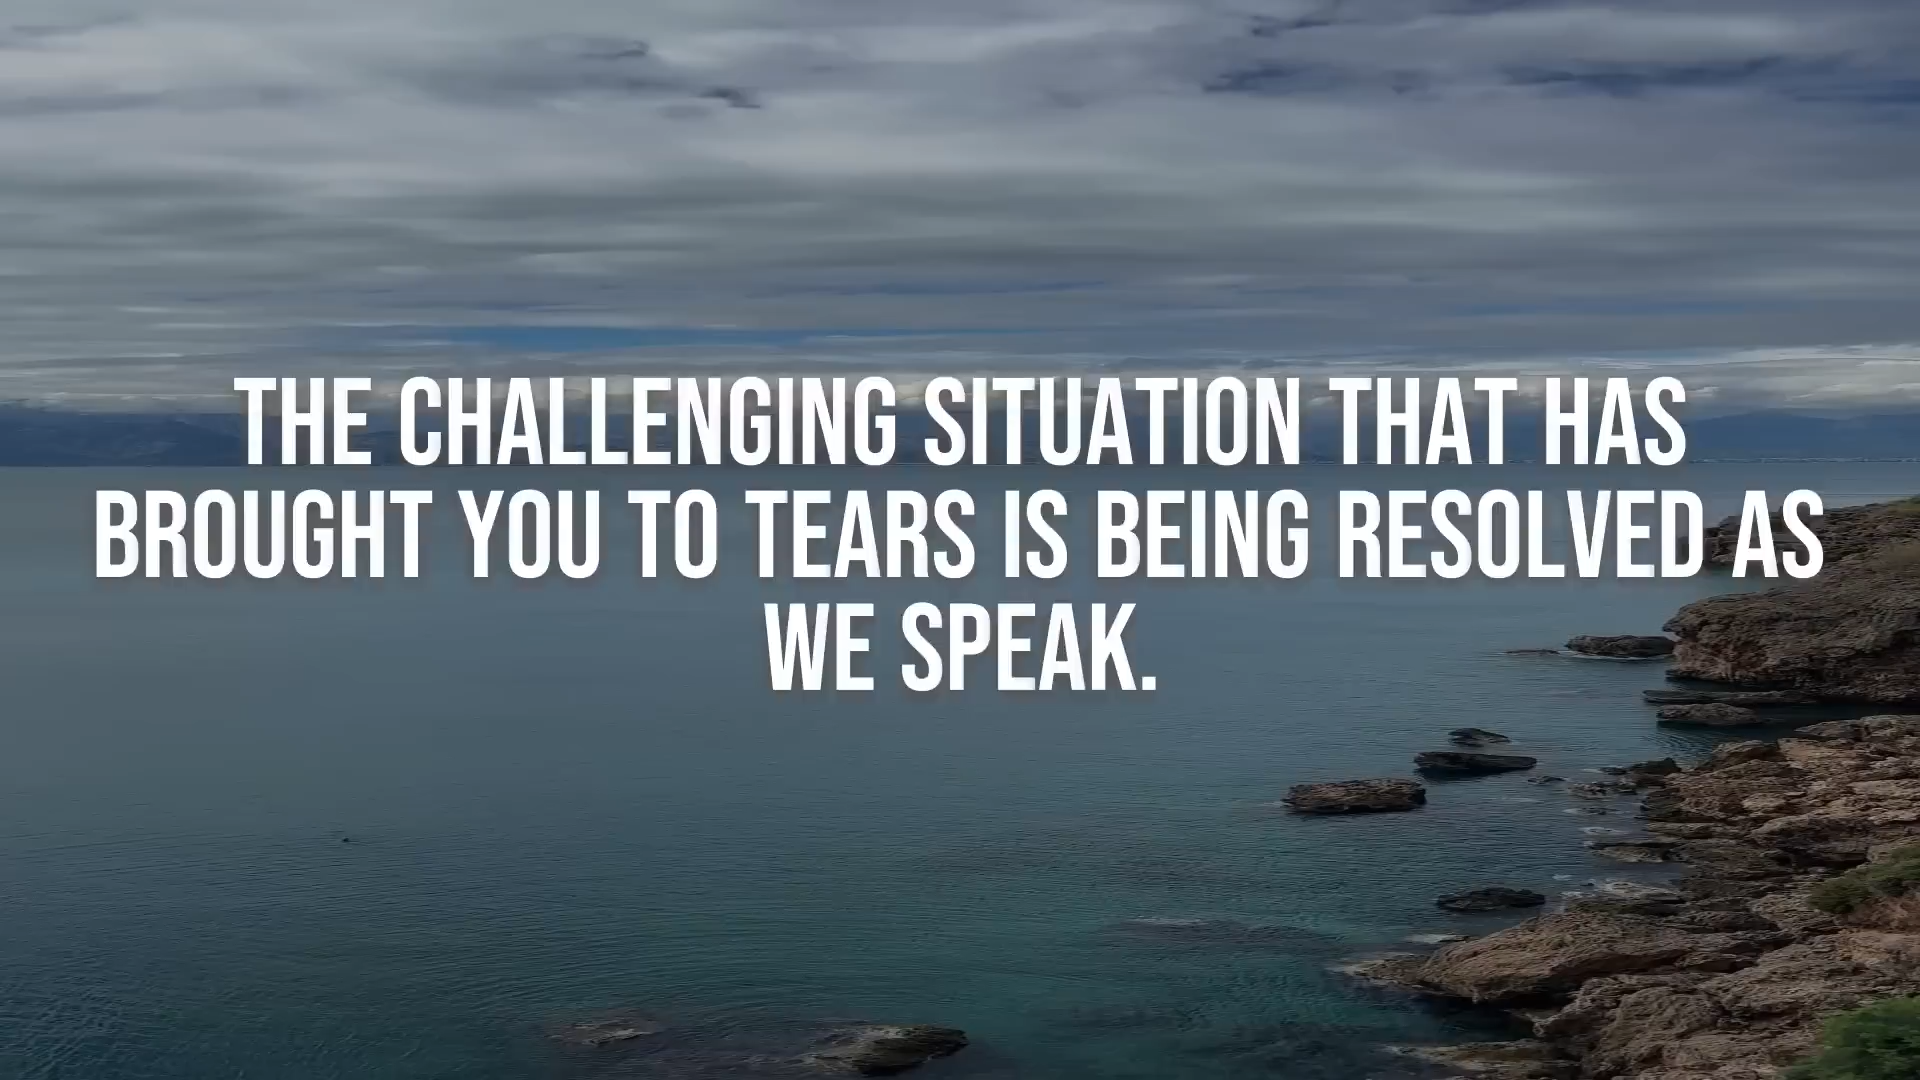 THE CHALLENGING SITUATION THAT HAS
BROUGHT YOU TO TEARS IS BEING RESOLVED AS
WE SPEAK.